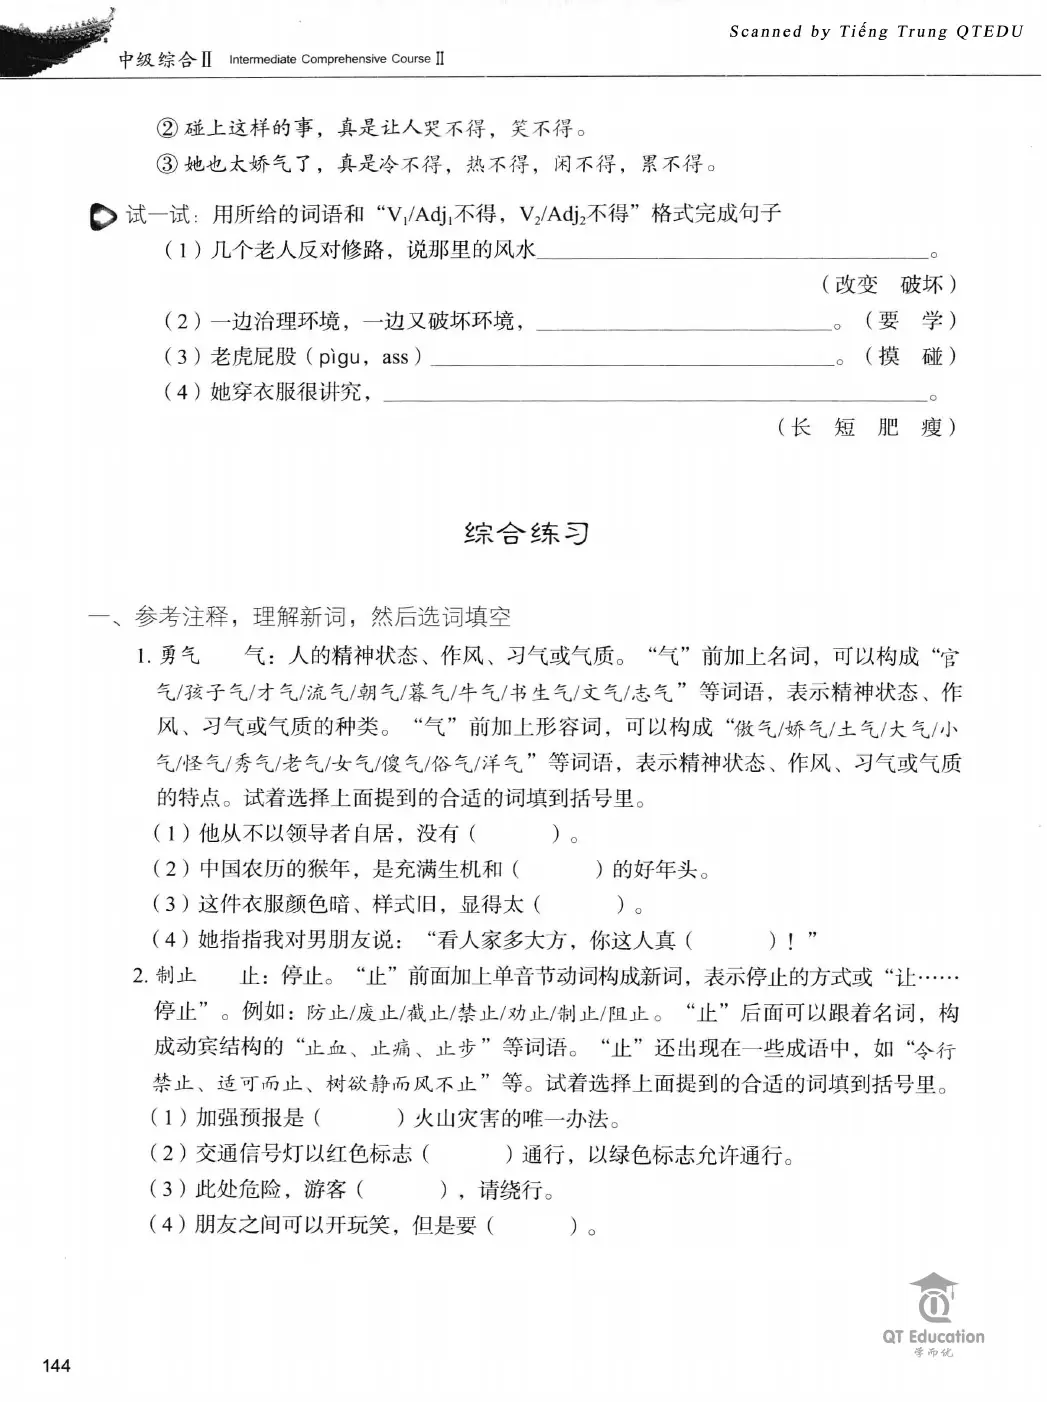 Scanned by Tiếng Trung QTEDU
中级综合Ⅱ Intermediate Comprehensive Course Ⅱ
②碰上这样的事，真是让人哭不得，笑不得。
③她也太娇气了，真是冷不得，热不得，闲不得，累不得。
试一试：用所给的词语和“V₁/Adj₁不得，V₂/Adj₂不得”格式完成句子
（1）几个老人反对修路，说那里的风水____________________。
（改变 破坏）
（2）一边治理环境，一边又破坏环境，____________________。（要 学）
（3）老虎屁股（pìgu，ass）____________________。（摸 碰）
（4）她穿衣服很讲究，____________________。
（长 短 肥 瘦）
综合练习
一、参考注释，理解新词，然后选词填空
1. 勇气 气：人的精神状态、作风、习气或气质。“气”前加上名词，可以构成“官
气/孩子气/才气/流气/朝气/暮气/牛气/书生气/文气/志气”等词语，表示精神状态、作
风、习气或气质的种类。“气”前加上形容词，可以构成“傲气/娇气/土气/大气/小
气/怪气/秀气/老气/女气/傻气/俗气/洋气”等词语，表示精神状态、作风、习气或气质
的特点。试着选择上面提到的合适的词填到括号里。
（1）他从不以领导者自居，没有（ ）。
（2）中国农历的猴年，是充满生机和（ ）的好年头。
（3）这件衣服颜色暗、样式旧，显得太（ ）。
（4）她指指我对男朋友说：“看人家多大方，你这人真（ ）！”
2. 制止 止：停止。“止”前面加上单音节动词构成新词，表示停止的方式或“让……
停止”。例如：防止/废止/截止/禁止/劝止/制止/阻止。“止”后面可以跟着名词，构
成动宾结构的“止血、止痛、止步”等词语。“止”还出现在一些成语中，如“令行
禁止、适可而止、树欲静而风不止”等。试着选择上面提到的合适的词填到括号里。
（1）加强预报是（ ）火山灾害的唯一办法。
（2）交通信号灯以红色标志（ ）通行，以绿色标志允许通行。
（3）此处危险，游客（ ），请绕行。
（4）朋友之间可以开玩笑，但是要（ ）。
QT Education
学而优
144